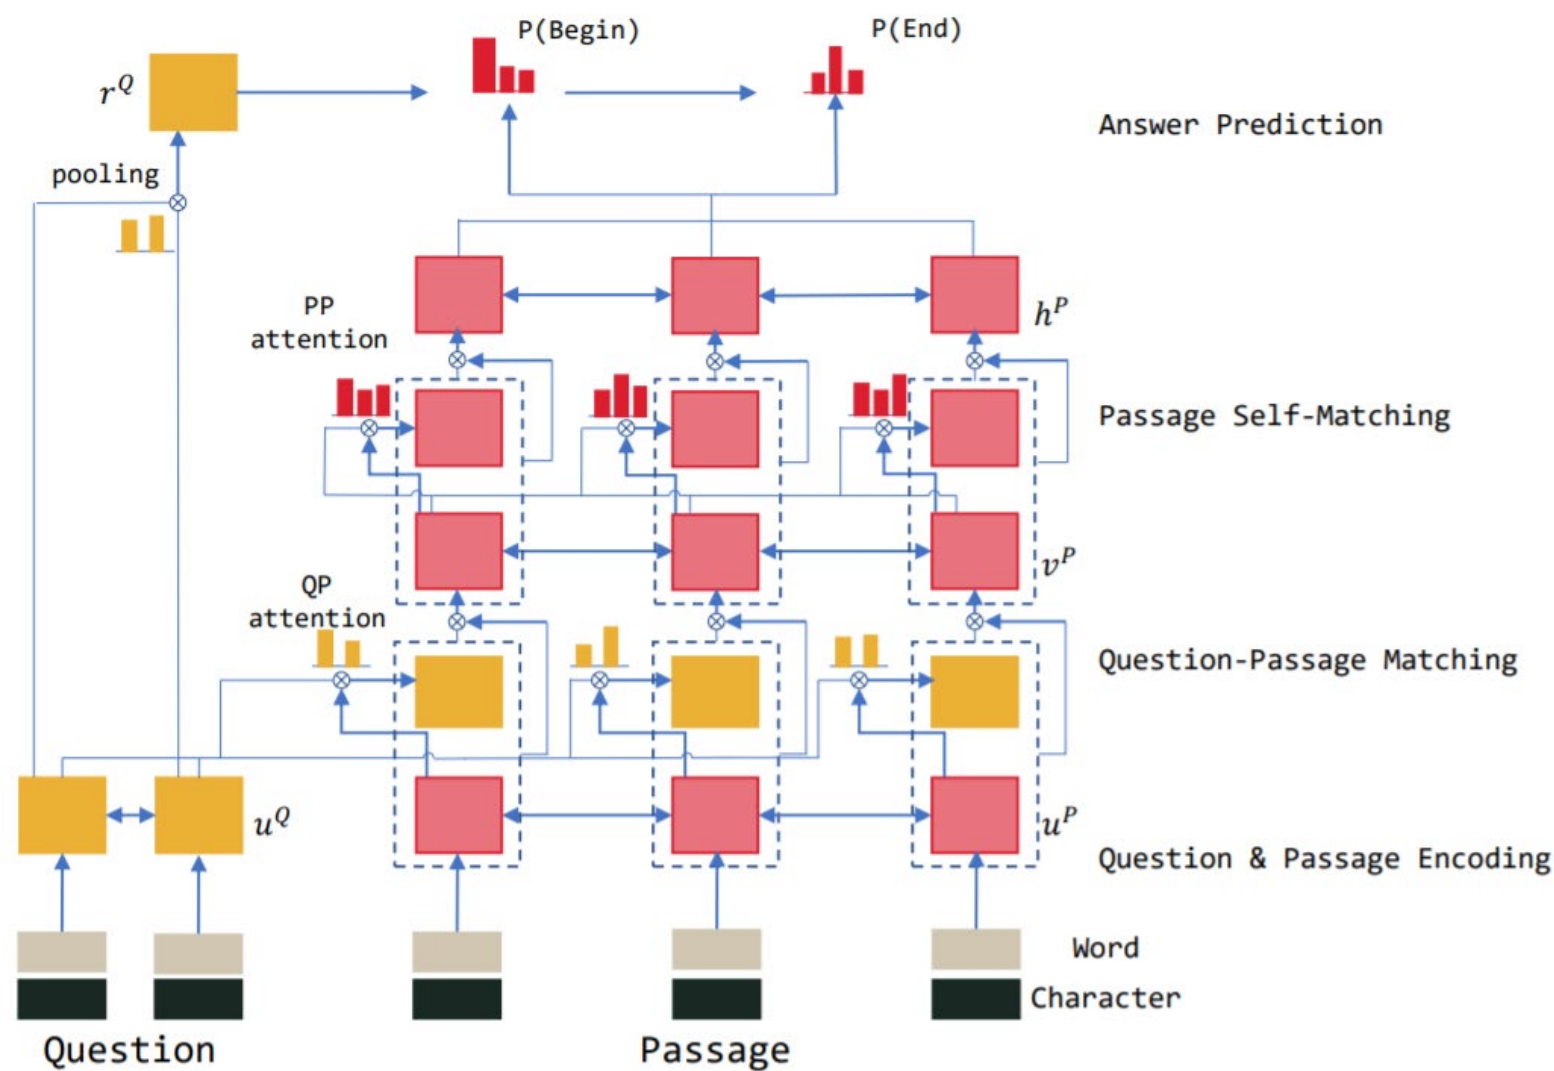 P(Begin)
P(End)
r^Q
Answer Prediction
pooling
PP
attention
h^P
Passage Self-Matching
v^P
QP
attention
Question-Passage Matching
u^Q
u^P
Question & Passage Encoding
Word
Character
Question
Passage